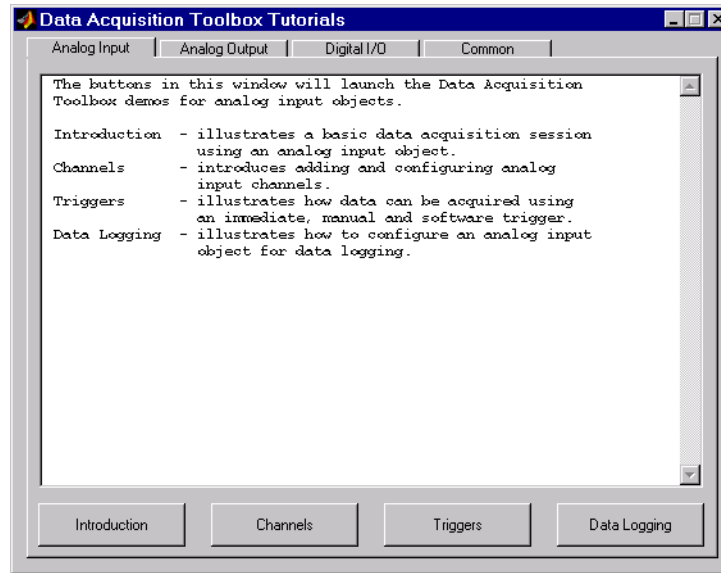 Data Acquisition Toolbox Tutorials
Analog Input Analog Output Digital I/O Common
The buttons in this window will launch the Data Acquisition
Toolbox demos for analog input objects.
Introduction - illustrates a basic data acquisition session
using an analog input object.
Channels - introduces adding and configuring analog
input channels.
Triggers - illustrates how data can be acquired using
an immediate, manual and software trigger.
Data Logging - illustrates how to configure an analog input
object for data logging.
Introduction Channels Triggers Data Logging